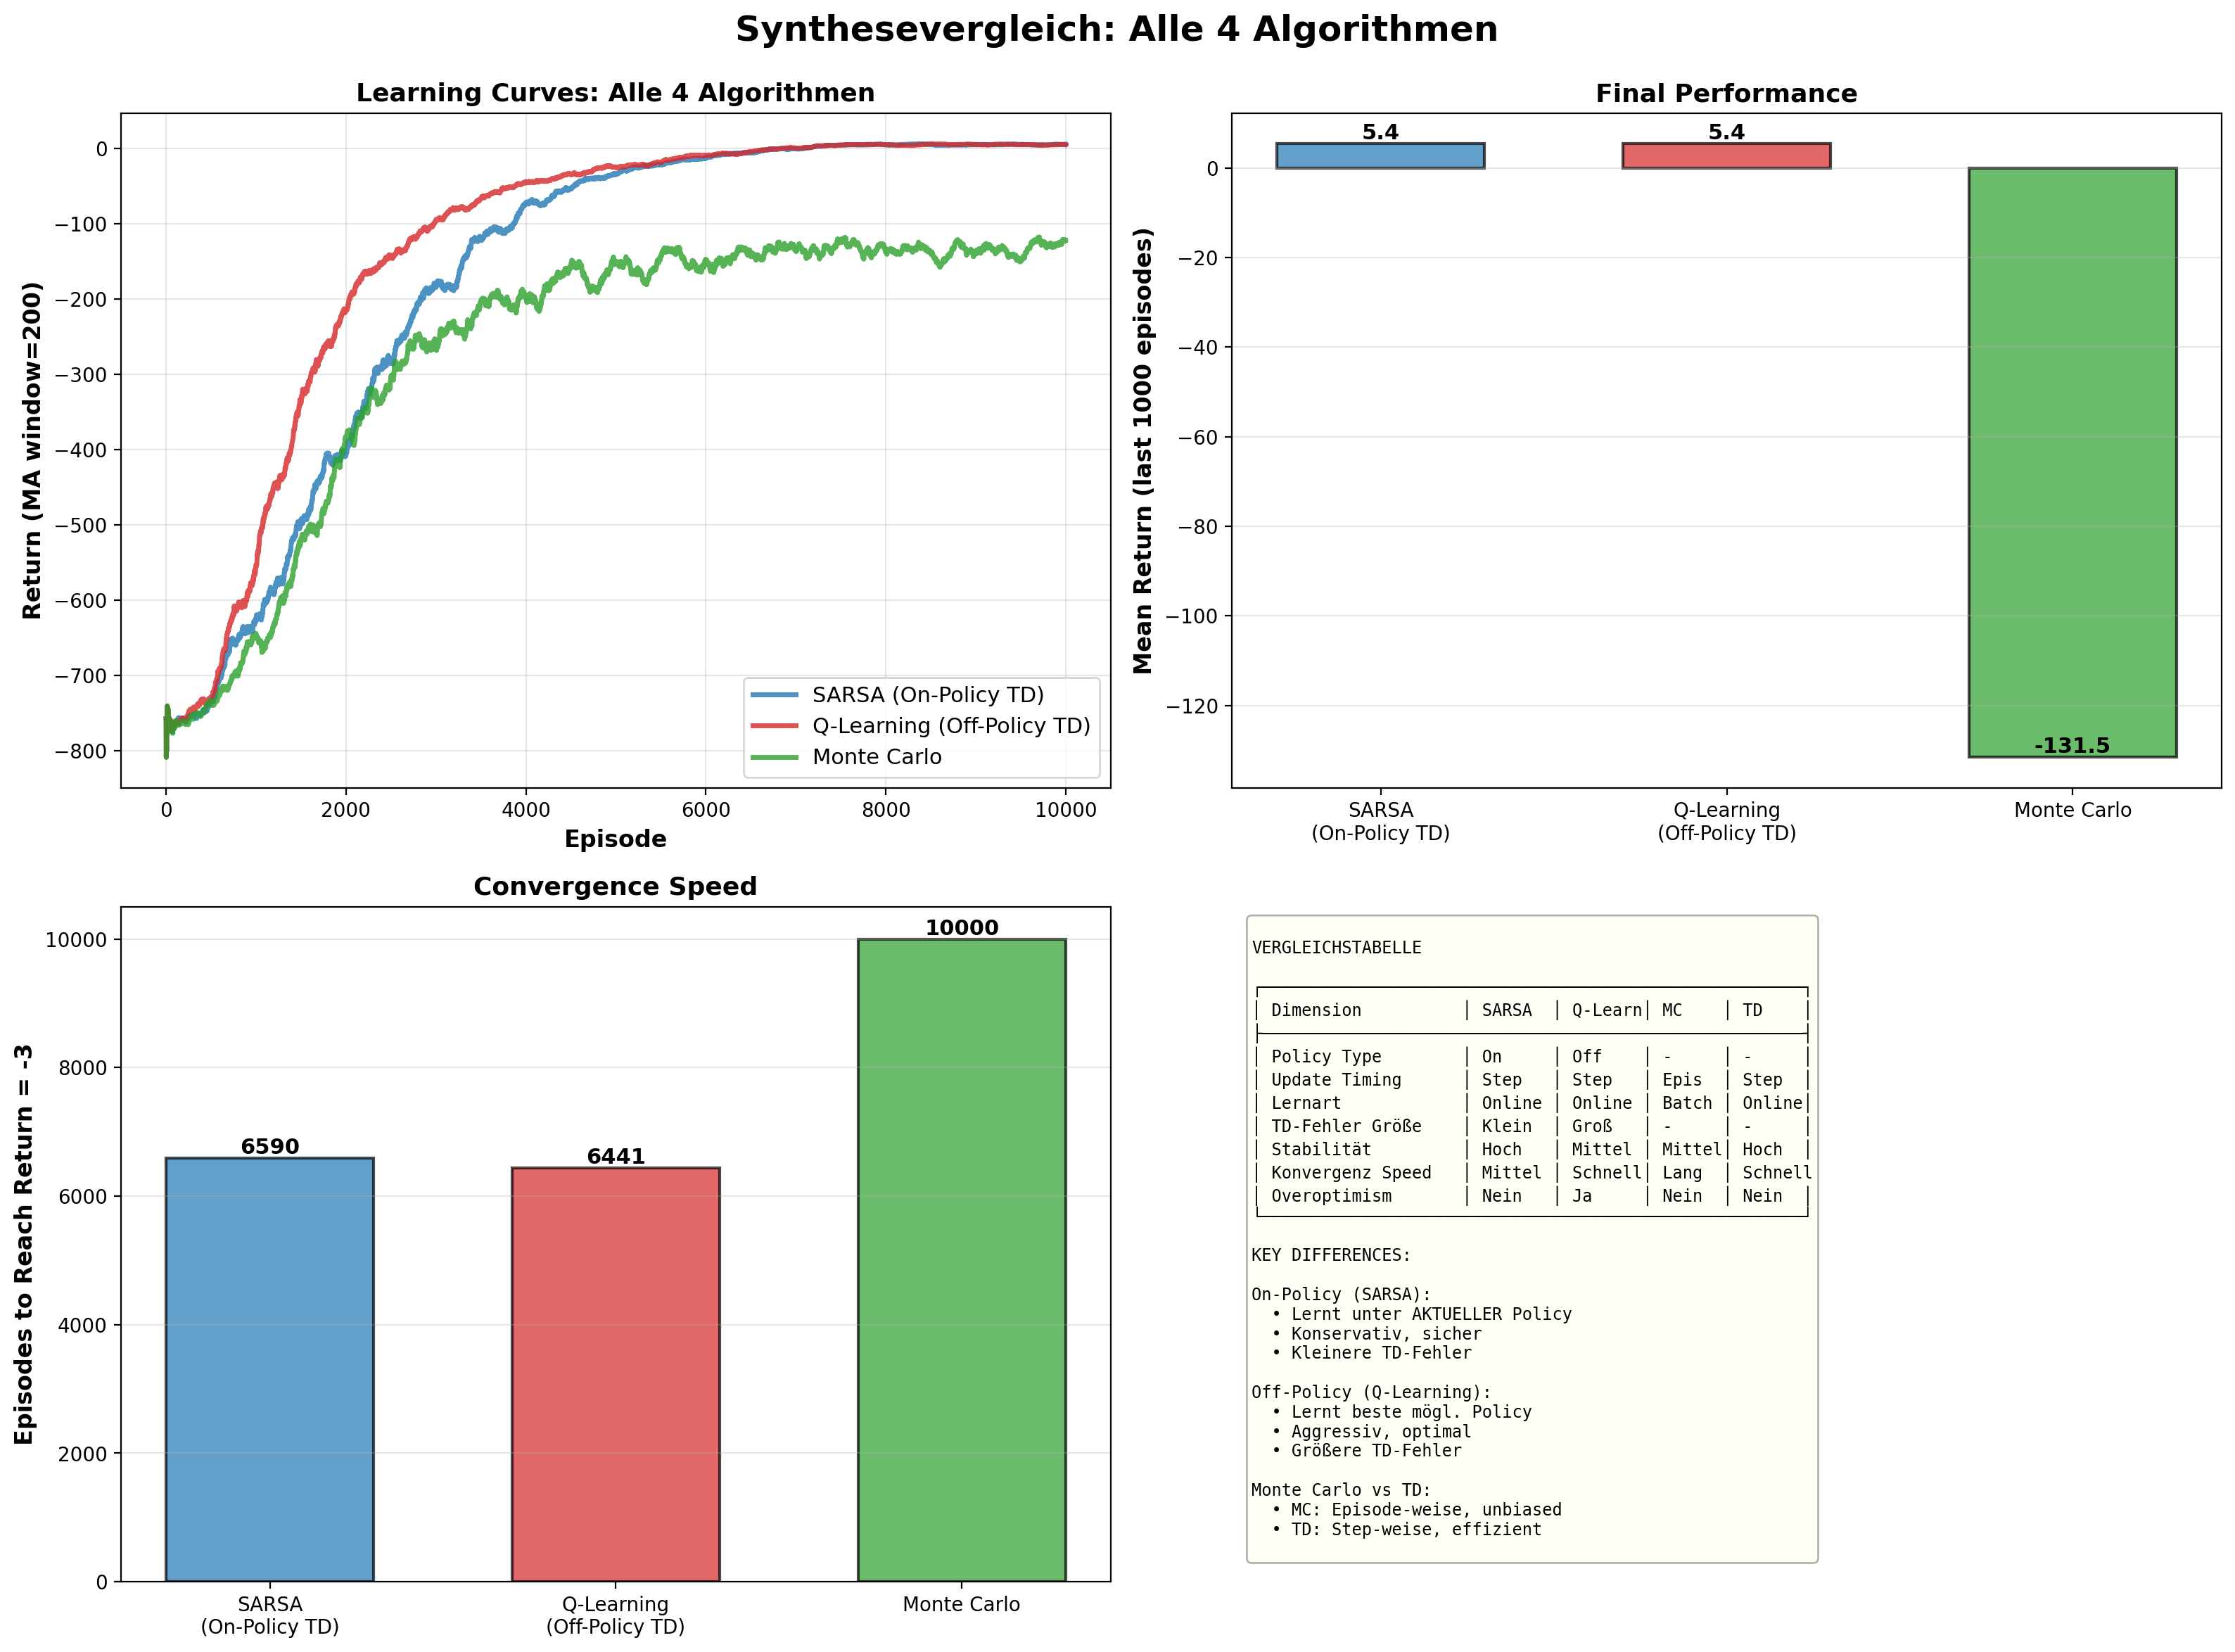 Synthesevergleich: Alle 4 Algorithmen
Learning Curves: Alle 4 Algorithmen
Return (MA window=200)
0
−100
−200
−300
−400
−500
−600
−700
−800
SARSA (On-Policy TD)
Q-Learning (Off-Policy TD)
Monte Carlo
0 2000 4000 6000 8000 10000
Episode
Final Performance
Mean Return (last 1000 episodes)
0
−20
−40
−60
−80
−100
−120
5.4
5.4
-131.5
SARSA
(On-Policy TD)
Q-Learning
(Off-Policy TD)
Monte Carlo
Convergence Speed
Episodes to Reach Return = -3
10000
8000
6000
4000
2000
0
6590
6441
10000
SARSA
(On-Policy TD)
Q-Learning
(Off-Policy TD)
Monte Carlo
VERGLEICHSTABELLE
│ Dimension │ SARSA │ Q-Learn│ MC │ TD │
│ Policy Type │ On │ Off │ - │ - │
│ Update Timing │ Step │ Step │ Epis │ Step │
│ Lernart │ Online │ Online │ Batch │ Online│
│ TD-Fehler Größe │ Klein │ Groß │ - │ - │
│ Stabilität │ Hoch │ Mittel │ Mittel│ Hoch │
│ Konvergenz Speed │ Mittel │ Schnell│ Lang │ Schnell
│ Overoptimism │ Nein │ Ja │ Nein │ Nein │
KEY DIFFERENCES:
On-Policy (SARSA):
• Lernt unter AKTUELLER Policy
• Konservativ, sicher
• Kleinere TD-Fehler
Off-Policy (Q-Learning):
• Lernt beste mögl. Policy
• Aggressiv, optimal
• Größere TD-Fehler
Monte Carlo vs TD:
• MC: Episode-weise, unbiased
• TD: Step-weise, effizient